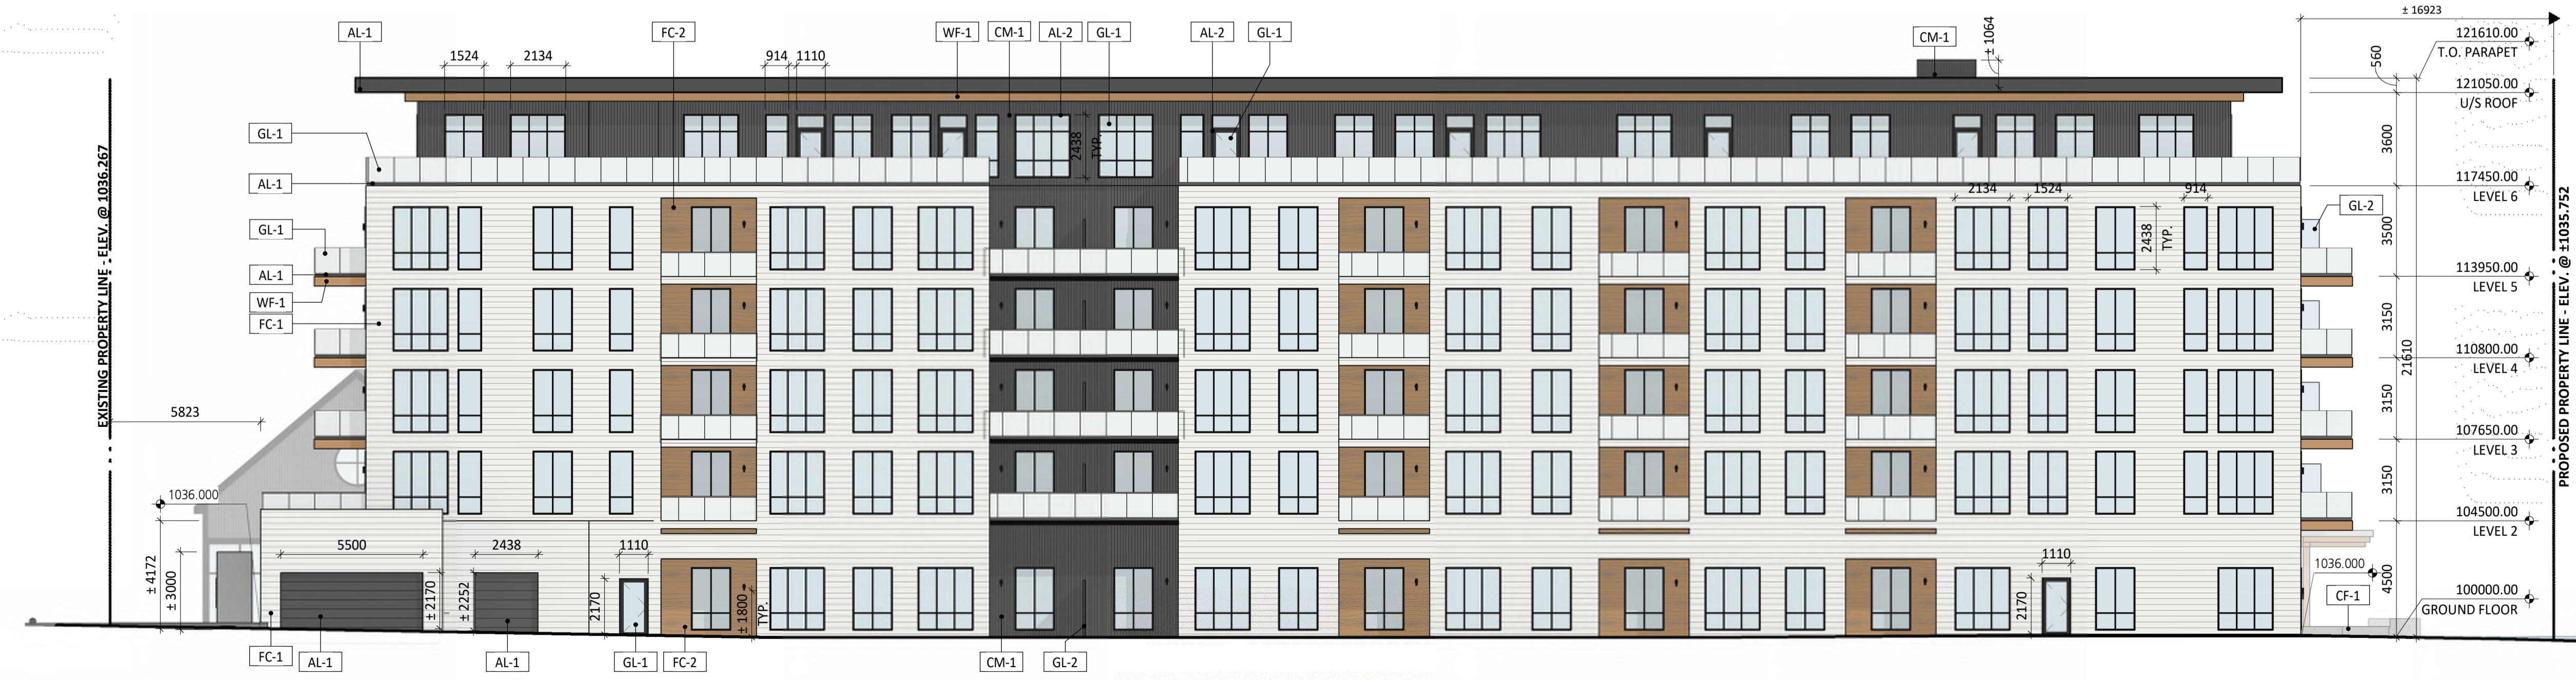 ± 16923
AL-1
FC-2
WF-1
CM-1
AL-2
GL-1
AL-2
GL-1
CM-1
± 1064
121610.00
T.O. PARAPET
560
1524
2134
914
1110
121050.00
U/S ROOF
GL-1
2438
TYP.
3600
AL-1
117450.00
LEVEL 6
2134
1524
914
GL-2
GL-1
2438
TYP.
3500
AL-1
113950.00
LEVEL 5
WF-1
FC-1
3150
110800.00
LEVEL 4
21610
EXISTING PROPERTY LINE - ELEV. @ 1036.267
PROPOSED PROPERTY LINE - ELEV. @ ±1035.752
5823
3150
107650.00
LEVEL 3
3150
1036.000
104500.00
LEVEL 2
5500
2438
1110
1110
1036.000
± 4172
± 3000
± 2170
± 2252
2170
± 1800
TYP.
2170
4500
100000.00
GROUND FLOOR
CF-1
FC-1
AL-1
AL-1
GL-1
FC-2
CM-1
GL-2